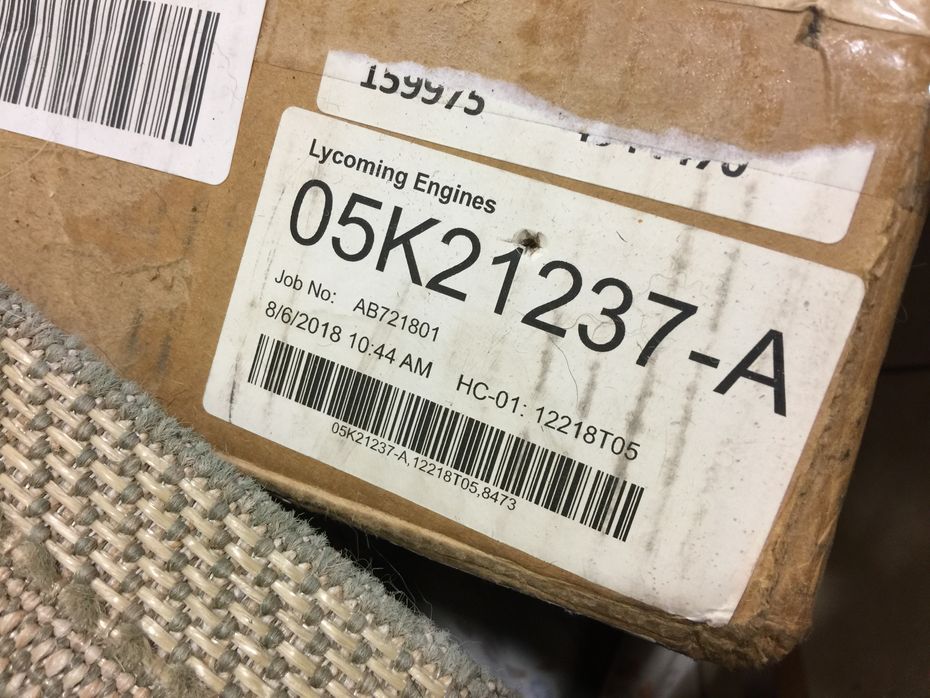 159975
Lycoming Engines
05K21237-A
Job No: AB721801
8/6/2018 10:44 AM HC-01: 12218T05
05K21237-A,12218T05,8473